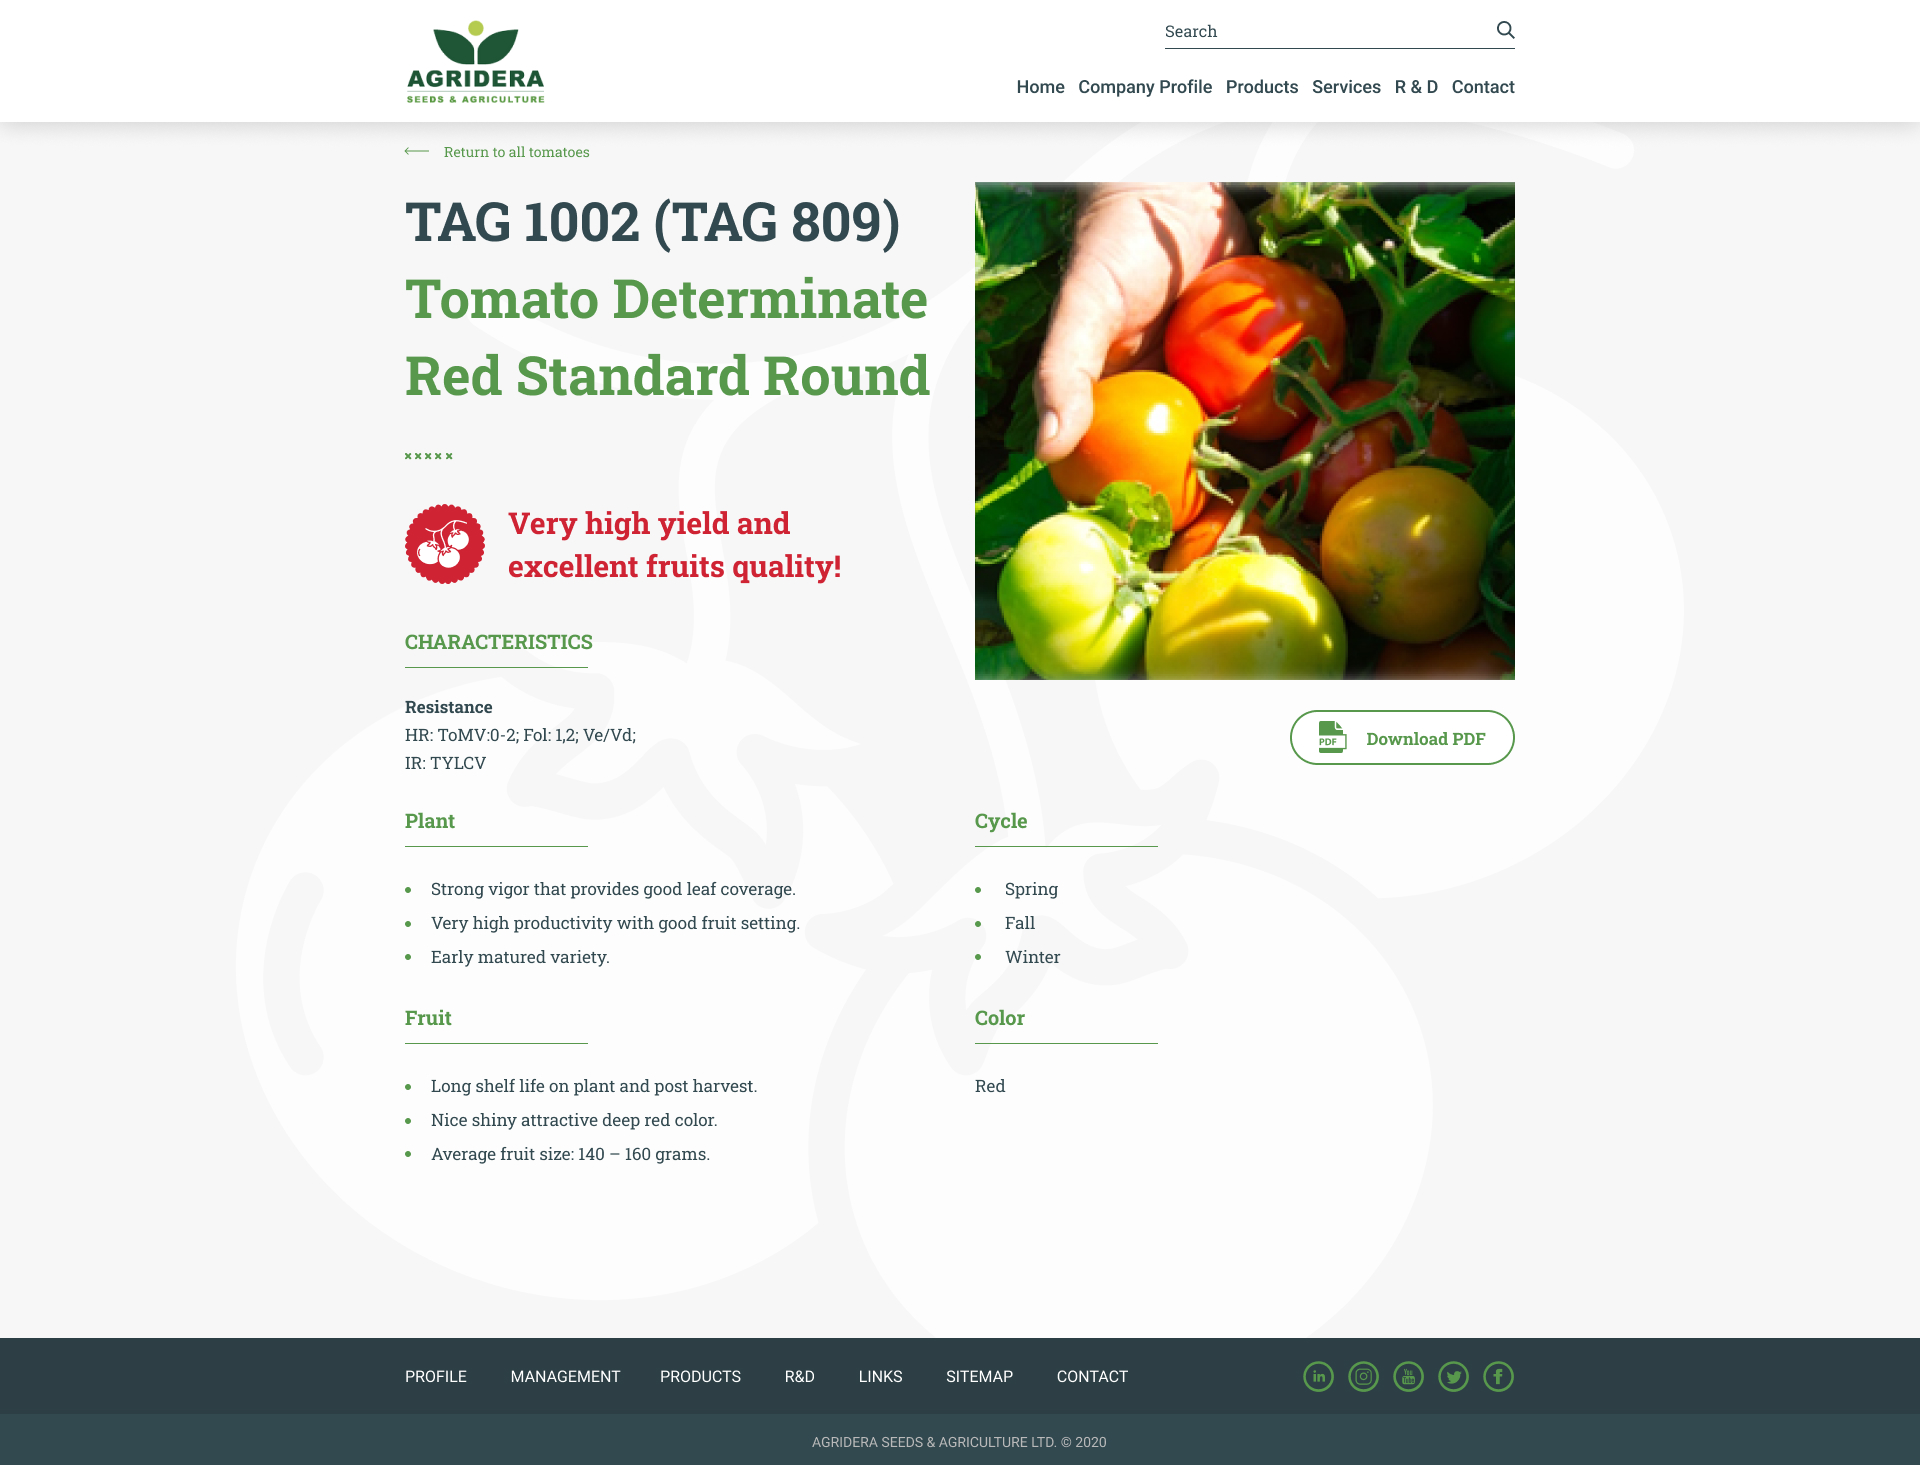 AGRIDERA
SEEDS & AGRICULTURE
Search
Home Company Profile Products Services R & D Contact
Return to all tomatoes
TAG 1002 (TAG 809)
Tomato Determinate
Red Standard Round
Very high yield and
excellent fruits quality!
CHARACTERISTICS
Resistance
HR: ToMV:0-2; Fol: 1,2; Ve/Vd;
IR: TYLCV
PDF Download PDF
Plant
Strong vigor that provides good leaf coverage.
Very high productivity with good fruit setting.
Early matured variety.
Cycle
Spring
Fall
Winter
Fruit
Long shelf life on plant and post harvest.
Nice shiny attractive deep red color.
Average fruit size: 140 – 160 grams.
Color
Red
PROFILE MANAGEMENT PRODUCTS R&D LINKS SITEMAP CONTACT
in You Tube f
AGRIDERA SEEDS & AGRICULTURE LTD. © 2020